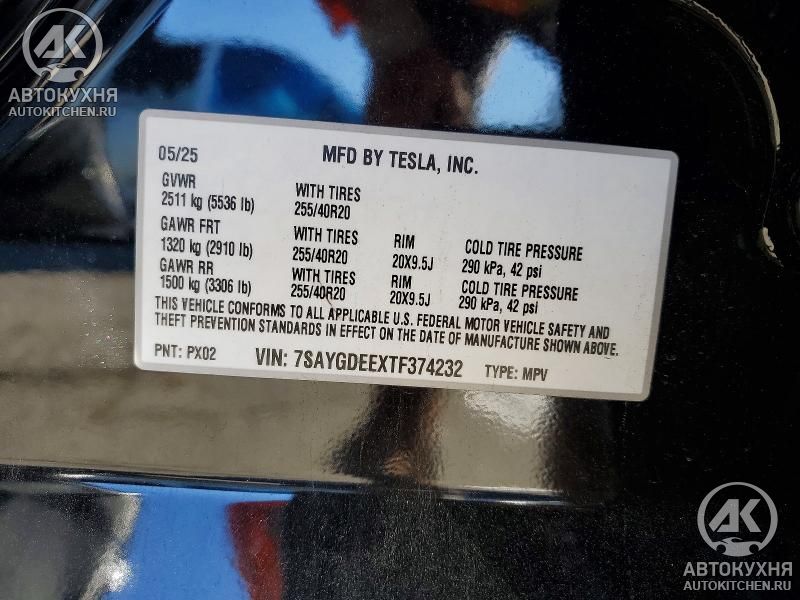 АК
АВТОКУХНЯ
AUTOKITCHEN.RU
05/25 MFD BY TESLA, INC.
GVWR
2511 kg (5536 lb) WITH TIRES 255/40R20
GAWR FRT
1320 kg (2910 lb) WITH TIRES 255/40R20 RIM 20X9.5J COLD TIRE PRESSURE 290 kPa, 42 psi
GAWR RR
1500 kg (3306 lb) WITH TIRES 255/40R20 RIM 20X9.5J COLD TIRE PRESSURE 290 kPa, 42 psi
THIS VEHICLE CONFORMS TO ALL APPLICABLE U.S. FEDERAL MOTOR VEHICLE SAFETY AND
THEFT PREVENTION STANDARDS IN EFFECT ON THE DATE OF MANUFACTURE SHOWN ABOVE.
PNT: PX02 VIN: 7SAYGDEEXTF374232 TYPE: MPV
АК
АВТОКУХНЯ
AUTOKITCHEN.RU